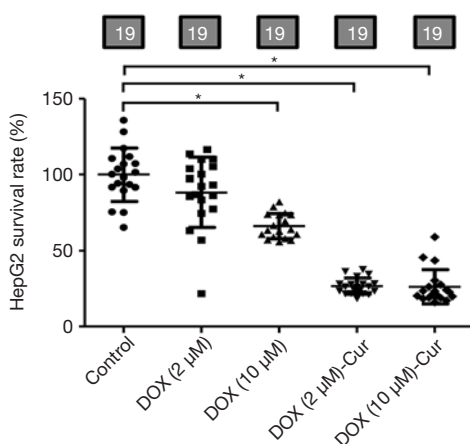 19 19 19 19 19
*
*
*
150
100
50
0
HepG2 survival rate (%)
Control
DOX (2 μM)
DOX (10 μM)
DOX (2 μM)-Cur
DOX (10 μM)-Cur